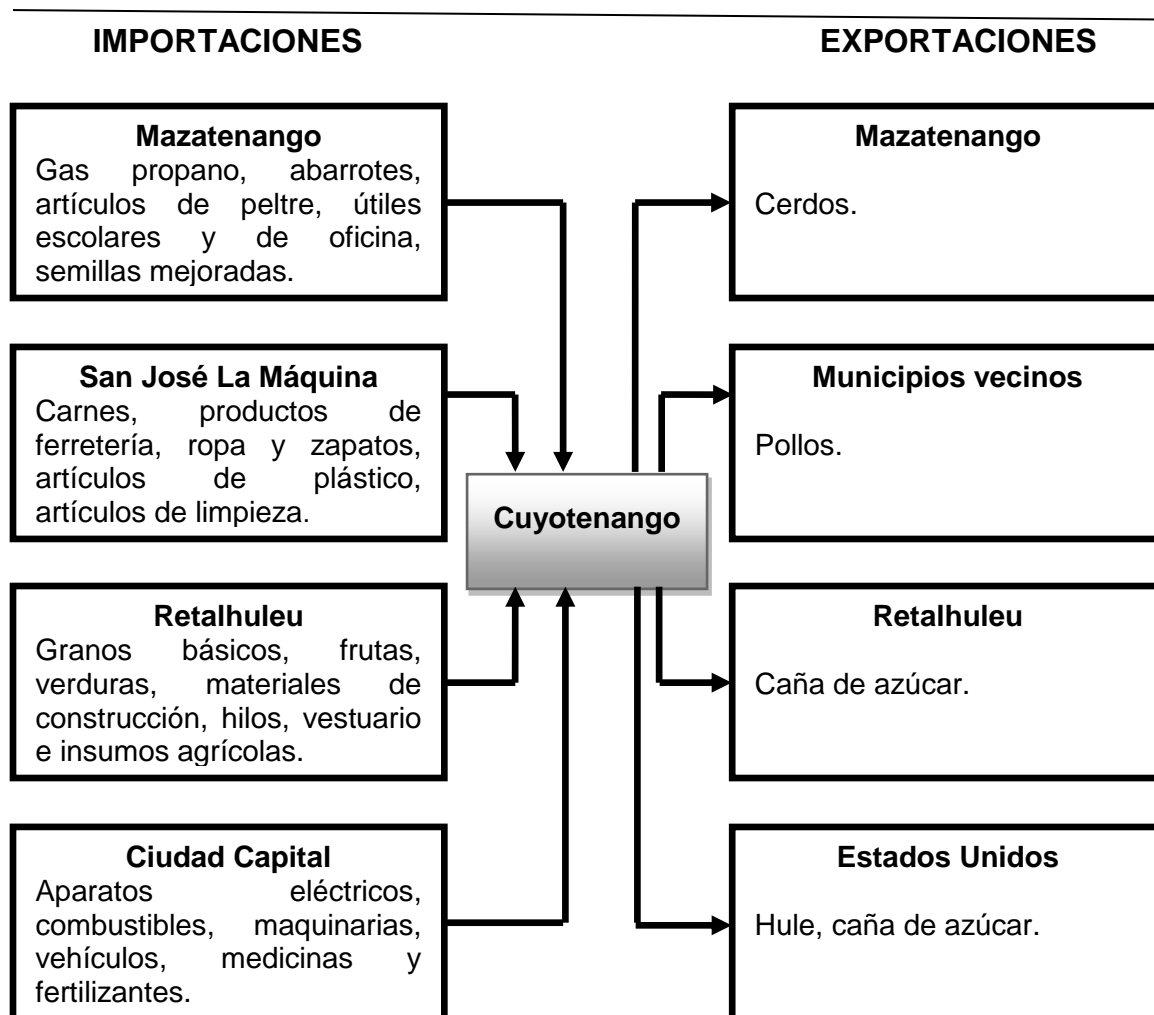 IMPORTACIONES
EXPORTACIONES
Mazatenango
Gas propano, abarrotes,
artículos de peltre, útiles
escolares y de oficina,
semillas mejoradas.
San José La Máquina
Carnes, productos de
ferretería, ropa y zapatos,
artículos de plástico,
artículos de limpieza.
Retalhuleu
Granos básicos, frutas,
verduras, materiales de
construcción, hilos, vestuario
e insumos agrícolas.
Ciudad Capital
Aparatos eléctricos,
combustibles, maquinarias,
vehículos, medicinas y
fertilizantes.
Cuyotenango
Mazatenango
Cerdos.
Municipios vecinos
Pollos.
Retalhuleu
Caña de azúcar.
Estados Unidos
Hule, caña de azúcar.